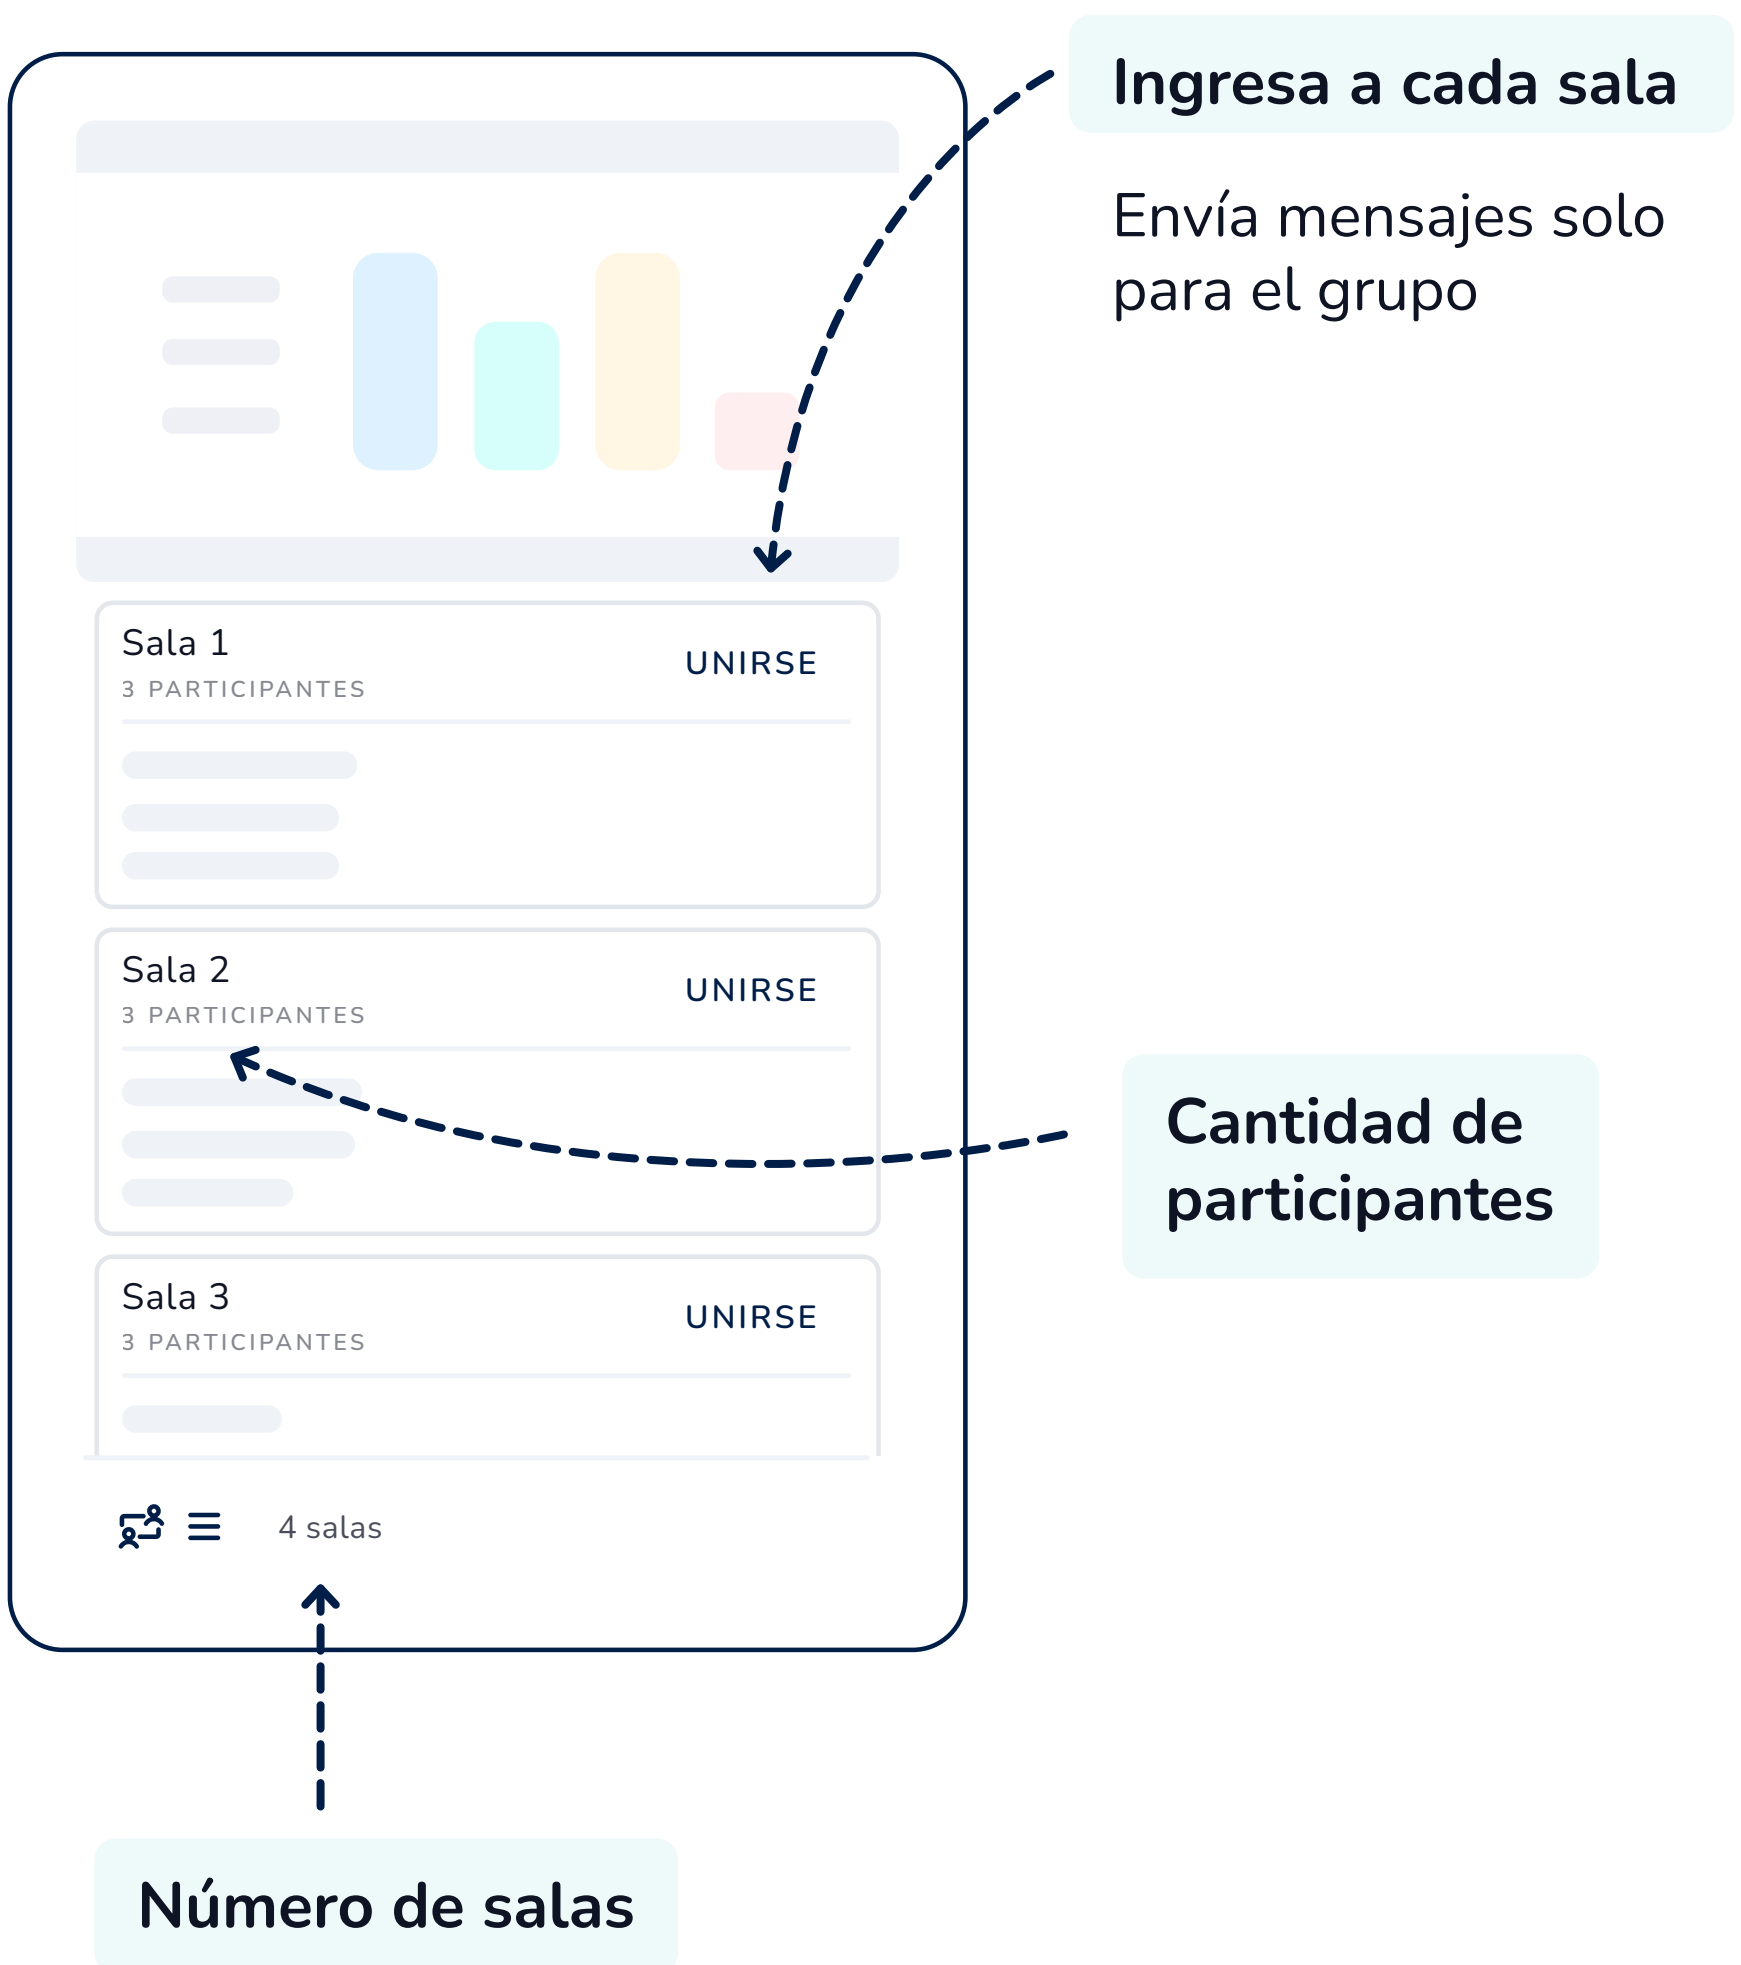 Ingresa a cada sala
Envía mensajes solo
para el grupo
Sala 1
3 PARTICIPANTES
UNIRSE
Sala 2
3 PARTICIPANTES
UNIRSE
Cantidad de
participantes
Sala 3
3 PARTICIPANTES
UNIRSE
4 salas
Número de salas